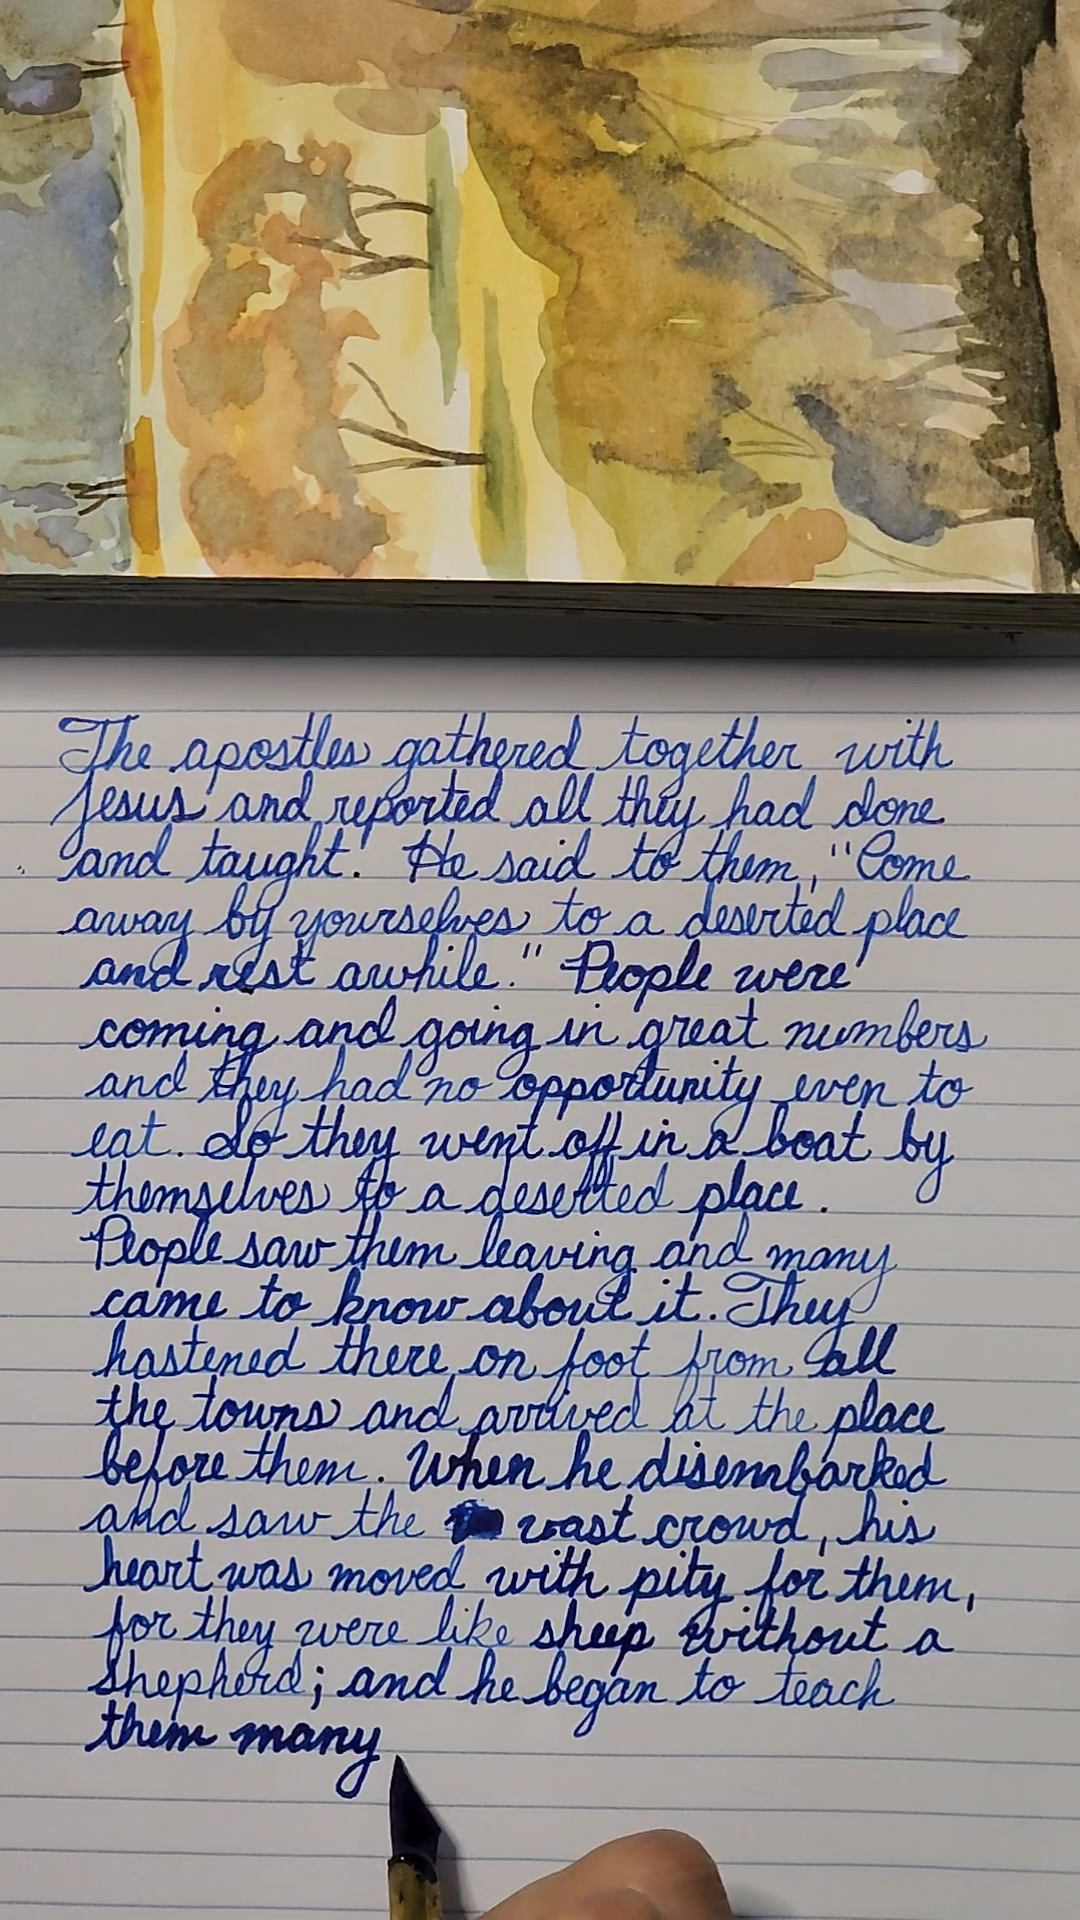 The apostles gathered together with
Jesus and reported all they had done
and taught. He said to them, "Come
away by yourselves to a deserted place
and rest awhile." People were
coming and going in great numbers
and they had no opportunity even to
eat. So they went off in a boat by
themselves to a deserted place.
People saw them leaving and many
came to know about it. They
hastened there on foot from all
the towns and arrived at the place
before them. When he disembarked
and saw the vast crowd, his
heart was moved with pity for them,
for they were like sheep without a
shepherd; and he began to teach
them many